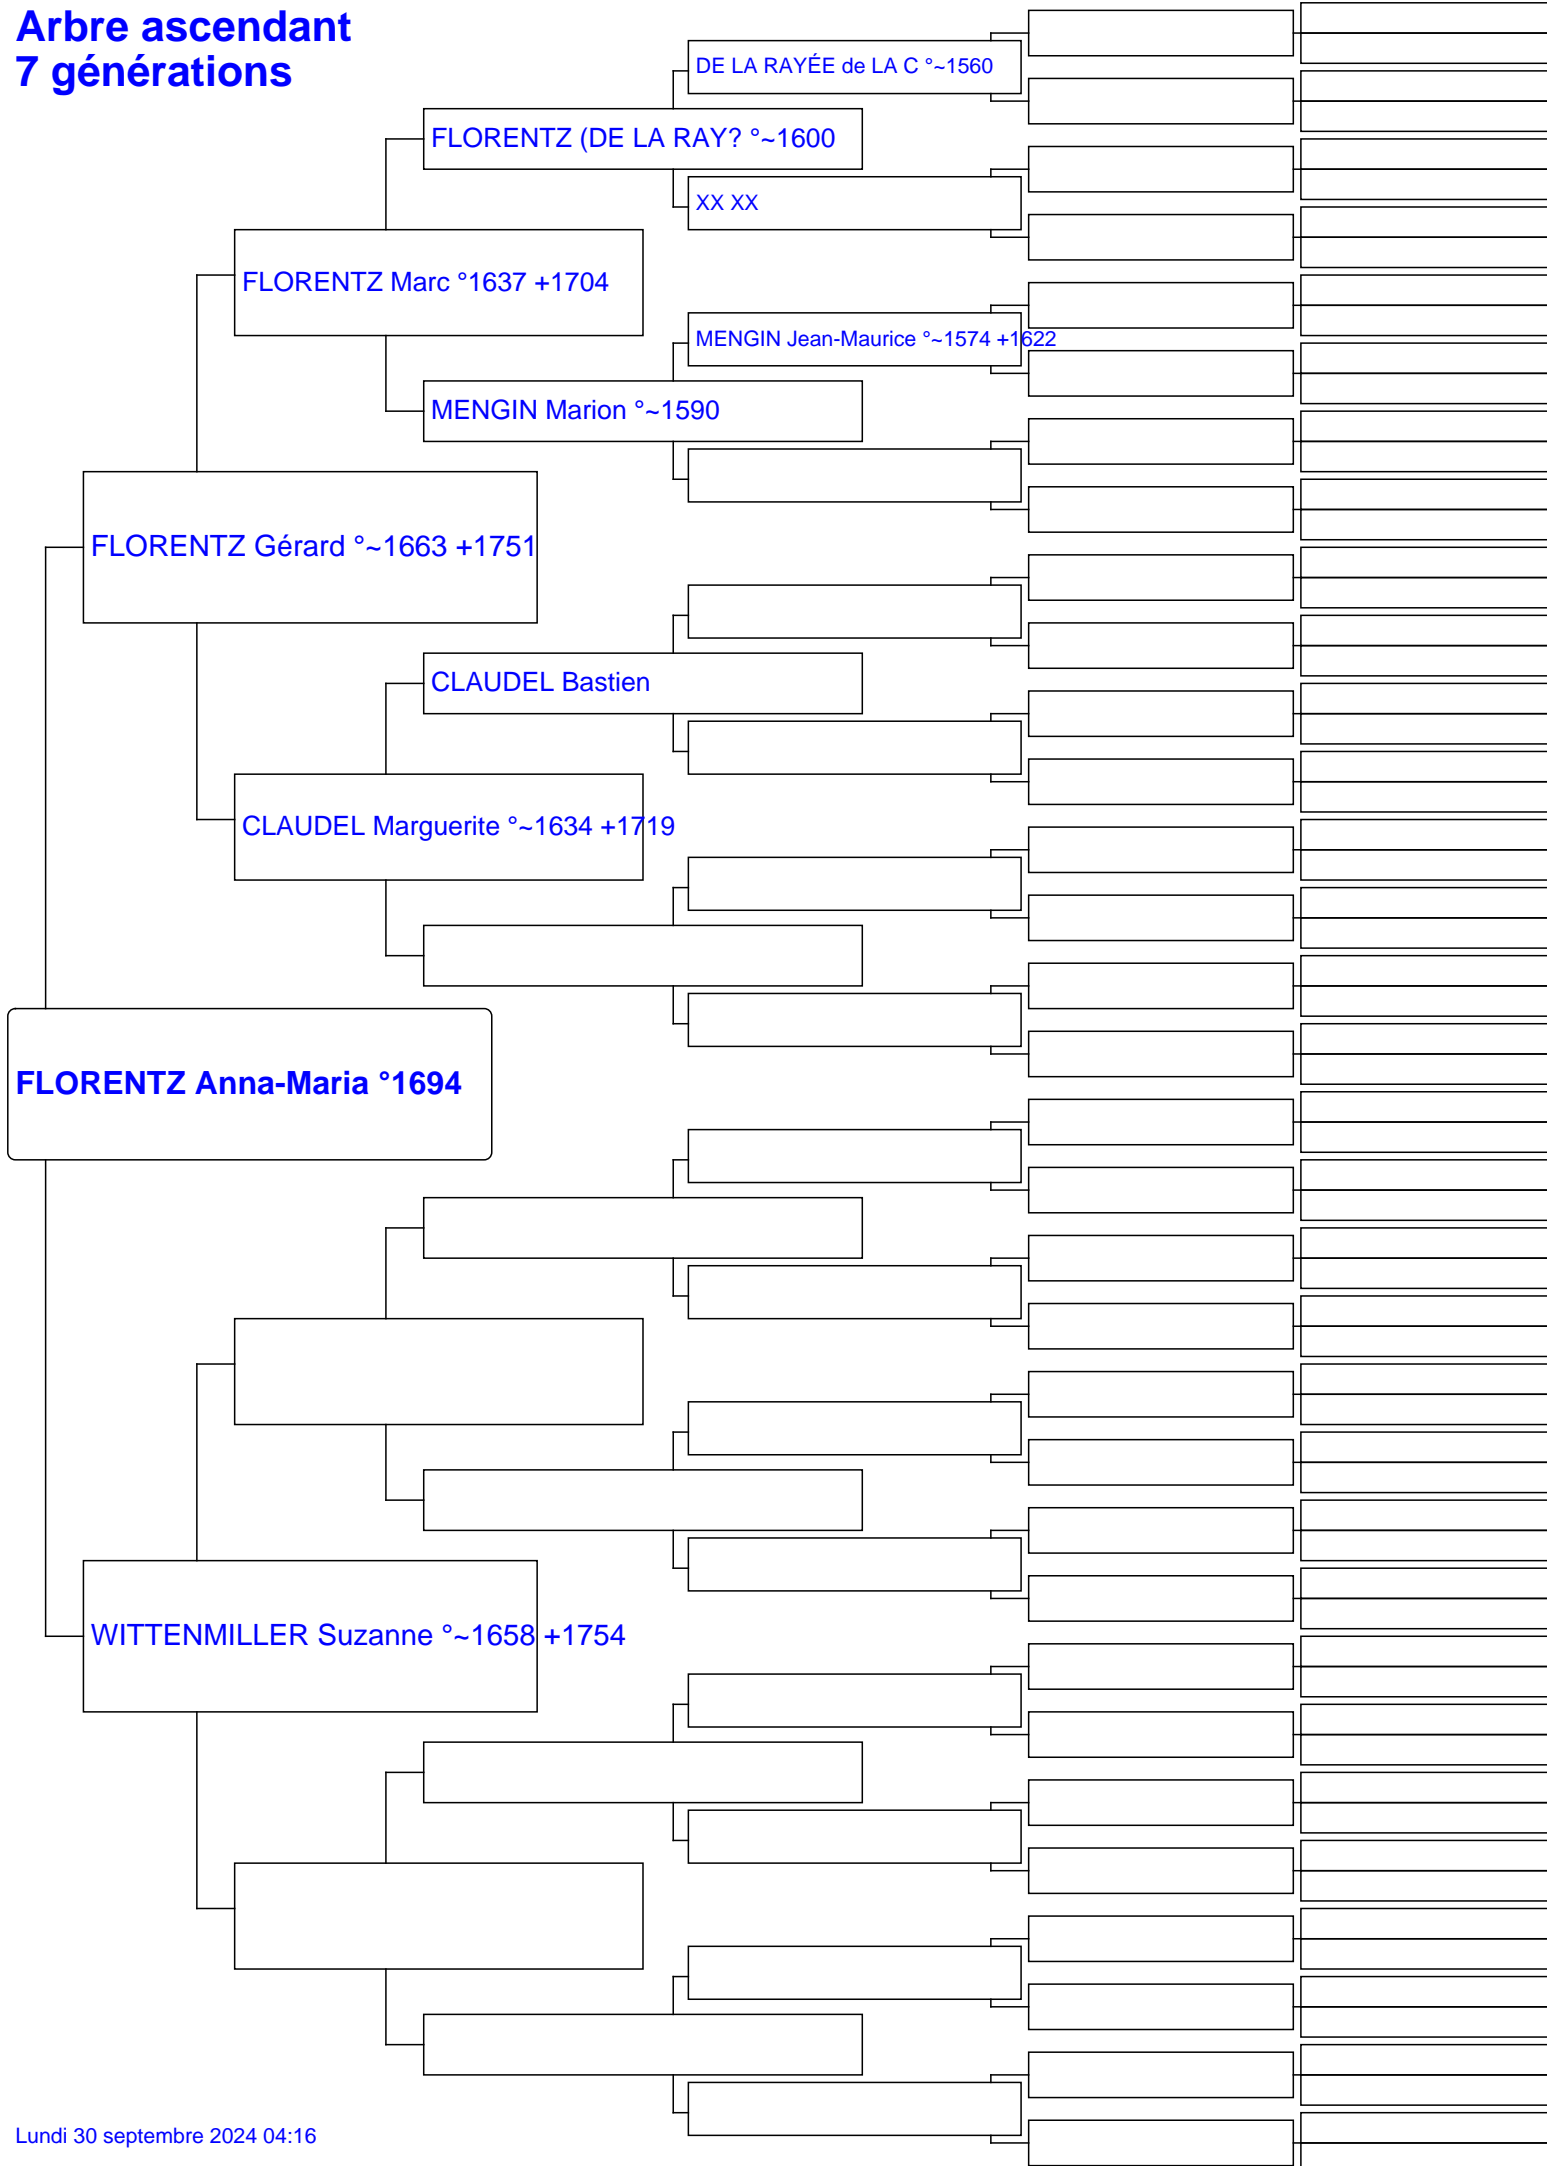 Arbre ascendant
7 générations
DE LA RAYÉE de LA C °~1560
FLORENTZ (DE LA RAY? °~1600
XX XX
FLORENTZ Marc °1637 +1704
MENGIN Jean-Maurice °~1574 +1622
MENGIN Marion °~1590
FLORENTZ Gérard °~1663 +1751
CLAUDEL Bastien
CLAUDEL Marguerite °~1634 +1719
FLORENTZ Anna-Maria °1694
WITTENMILLER Suzanne °~1658 +1754
Lundi 30 septembre 2024 04:16